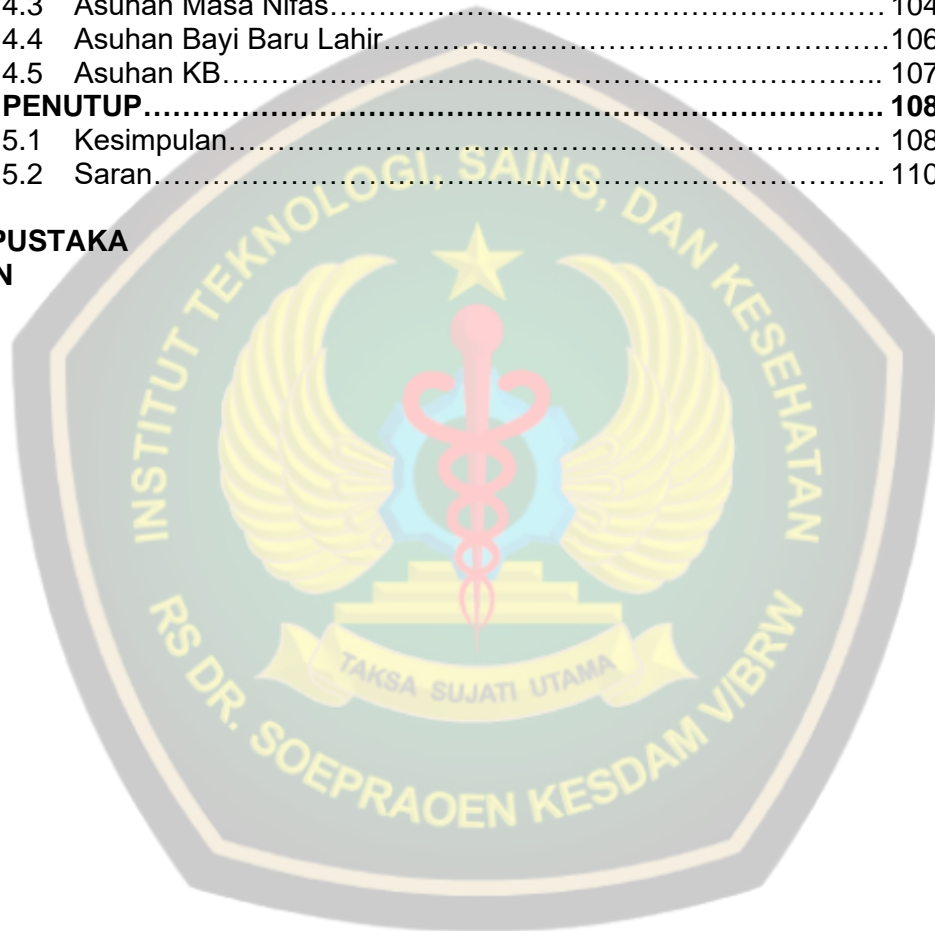 4.3 Asuhan Masa Nifas……………………………………………… 104
4.4 Asuhan Bayi Baru Lahir…………………………………………….106
4.5 Asuhan KB………………………………………………………….. 107
PENUTUP……………………………………………………………………. 108
5.1 Kesimpulan………………………………………………………… 108
5.2 Saran………………………………………………………………… 110
PUSTAKA
N
INSTITUT TEKNOLOGI, SAINS, DAN KESEHATAN
TAKSA SUJATI UTAMA
RS DR. SOEPRAOEN KESDAM V/BRW